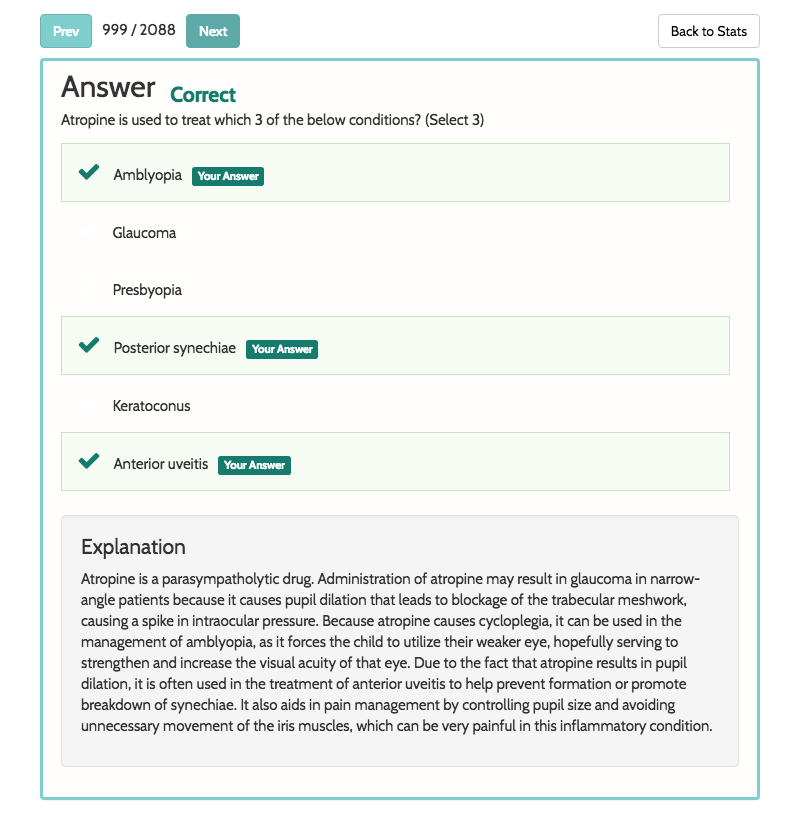 Prev 999 / 2088 Next Back to Stats
Answer Correct
Atropine is used to treat which 3 of the below conditions? (Select 3)
Amblyopia Your Answer
Glaucoma
Presbyopia
Posterior synechiae Your Answer
Keratoconus
Anterior uveitis Your Answer
Explanation
Atropine is a parasympatholytic drug. Administration of atropine may result in glaucoma in narrow-
angle patients because it causes pupil dilation that leads to blockage of the trabecular meshwork,
causing a spike in intraocular pressure. Because atropine causes cycloplegia, it can be used in the
management of amblyopia, as it forces the child to utilize their weaker eye, hopefully serving to
strengthen and increase the visual acuity of that eye. Due to the fact that atropine results in pupil
dilation, it is often used in the treatment of anterior uveitis to help prevent formation or promote
breakdown of synechiae. It also aids in pain management by controlling pupil size and avoiding
unnecessary movement of the iris muscles, which can be very painful in this inflammatory condition.